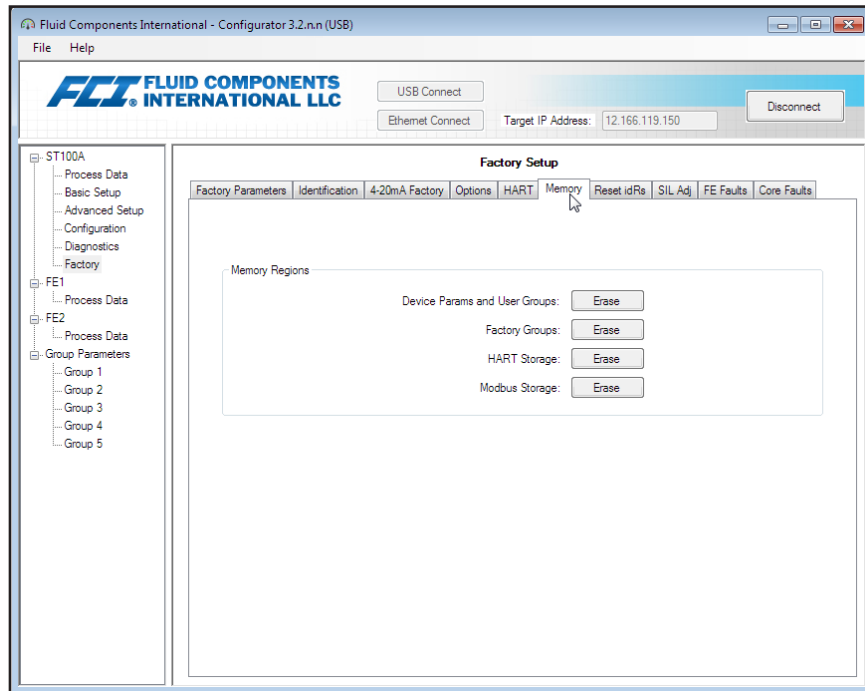 Fluid Components International - Configurator 3.2.n.n (USB)
File Help
FCI FLUID COMPONENTS
® INTERNATIONAL LLC
USB Connect
Ethernet Connect
Target IP Address: 12.166.119.150
Disconnect
ST100A
Process Data
Basic Setup
Advanced Setup
Configuration
Diagnostics
Factory
FE1
Process Data
FE2
Process Data
Group Parameters
Group 1
Group 2
Group 3
Group 4
Group 5
Factory Setup
Factory Parameters Identification 4-20mA Factory Options HART Memory Reset idRs SIL Adj FE Faults Core Faults
Memory Regions
Device Params and User Groups: Erase
Factory Groups: Erase
HART Storage: Erase
Modbus Storage: Erase